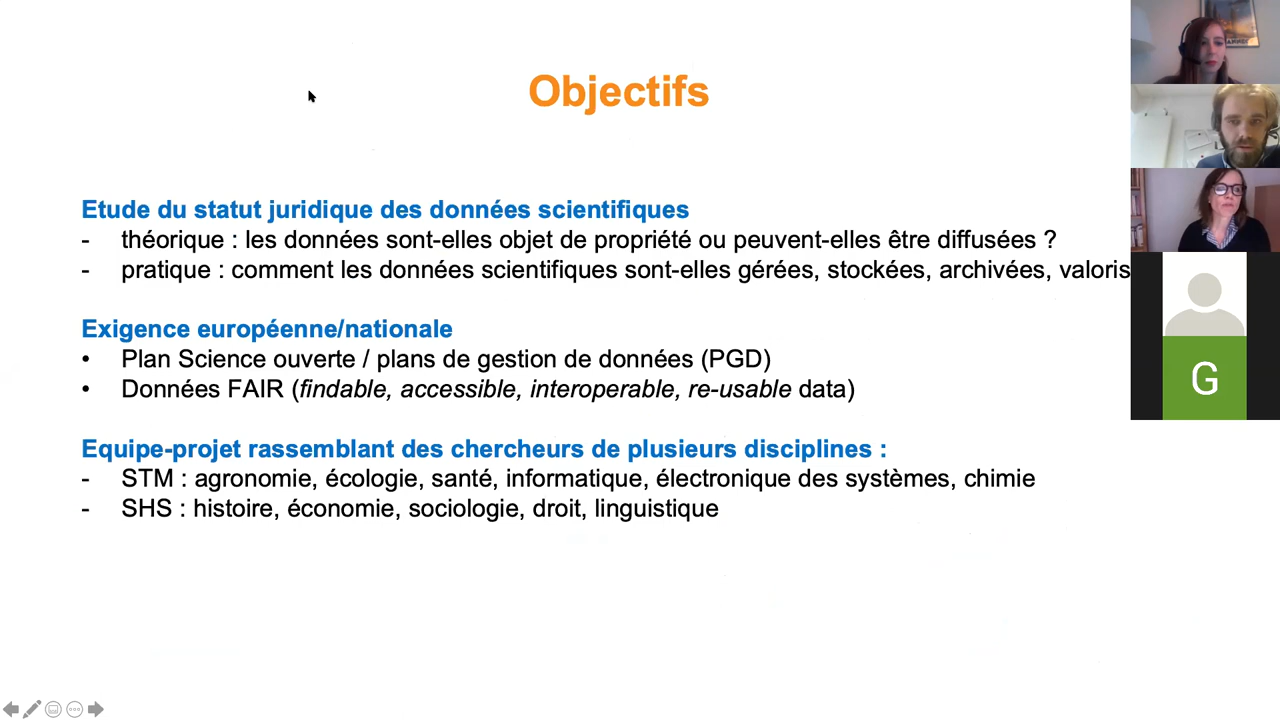 Objectifs
Etude du statut juridique des données scientifiques
- théorique : les données sont-elles objet de propriété ou peuvent-elles être diffusées ?
- pratique : comment les données scientifiques sont-elles gérées, stockées, archivées, valoris
Exigence européenne/nationale
• Plan Science ouverte / plans de gestion de données (PGD)
• Données FAIR (findable, accessible, interoperable, re-usable data)
Equipe-projet rassemblant des chercheurs de plusieurs disciplines :
- STM : agronomie, écologie, santé, informatique, électronique des systèmes, chimie
- SHS : histoire, économie, sociologie, droit, linguistique
G